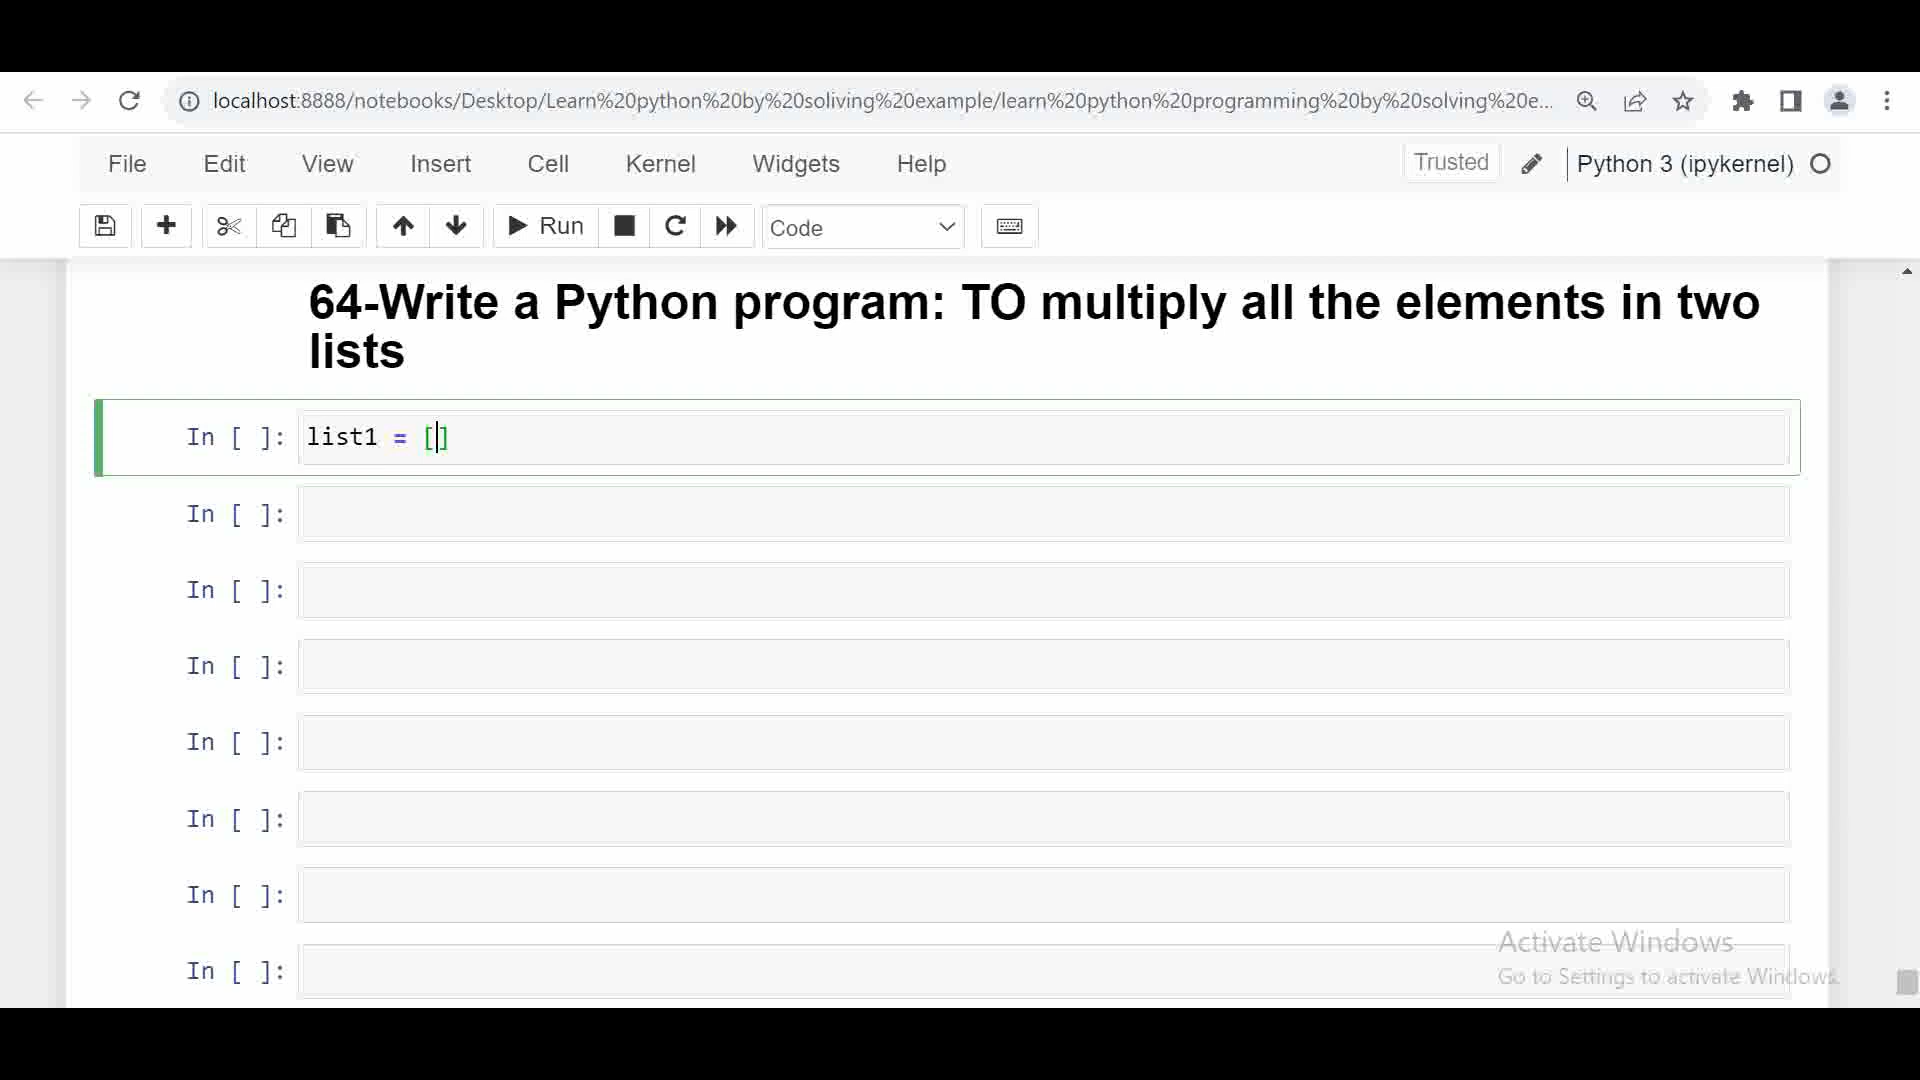 localhost:8888/notebooks/Desktop/Learn%20python%20by%20soliving%20example/learn%20python%20programming%20by%20solving%20e...
File Edit View Insert Cell Kernel Widgets Help Trusted Python 3 (ipykernel)
Run Code
64-Write a Python program: TO multiply all the elements in two
lists
In [ ]: list1 = []
In [ ]:
In [ ]:
In [ ]:
In [ ]:
In [ ]:
In [ ]:
In [ ]:
Activate Windows
Go to Settings to activate Windows.